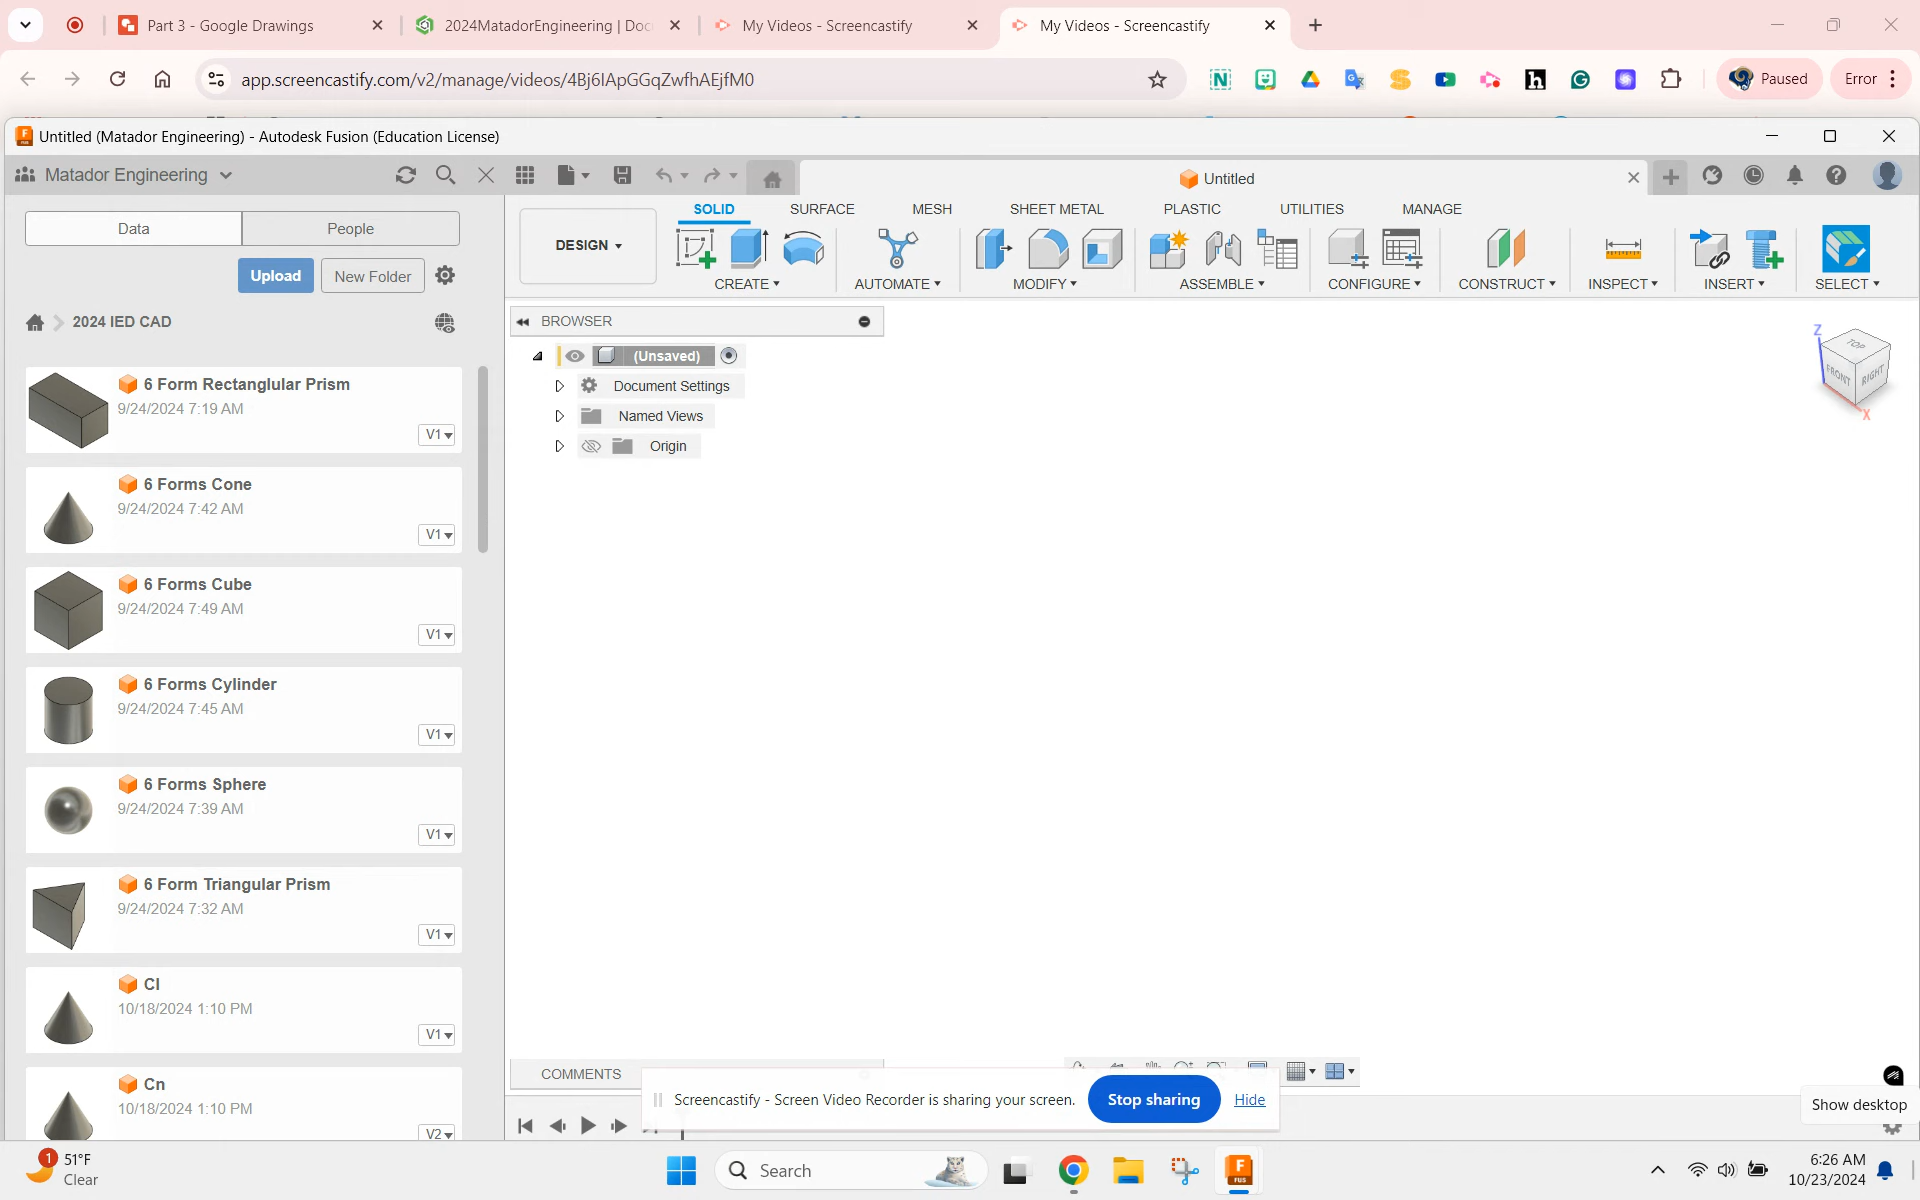 Part 3 - Google Drawings
2024MatadorEngineering | Doc
My Videos - Screencastify
My Videos - Screencastify
app.screencastify.com/v2/manage/videos/4Bj6IApGGqZwfhAEjfM0
Paused
Error
Untitled (Matador Engineering) - Autodesk Fusion (Education License)
Matador Engineering
Untitled
Data
People
Upload
New Folder
2024 IED CAD
6 Form Rectanglular Prism
9/24/2024 7:19 AM
V1
6 Forms Cone
9/24/2024 7:42 AM
V1
6 Forms Cube
9/24/2024 7:49 AM
V1
6 Forms Cylinder
9/24/2024 7:45 AM
V1
6 Forms Sphere
9/24/2024 7:39 AM
V1
6 Form Triangular Prism
9/24/2024 7:32 AM
V1
Cl
10/18/2024 1:10 PM
V1
Cn
10/18/2024 1:10 PM
V2
DESIGN
SOLID
SURFACE
MESH
SHEET METAL
PLASTIC
UTILITIES
MANAGE
CREATE
AUTOMATE
MODIFY
ASSEMBLE
CONFIGURE
CONSTRUCT
INSPECT
INSERT
SELECT
BROWSER
(Unsaved)
Document Settings
Named Views
Origin
Z
TOP
FRONT
RIGHT
X
COMMENTS
Screencastify - Screen Video Recorder is sharing your screen.
Stop sharing
Hide
Show desktop
1
51°F
Clear
Search
FUS
6:26 AM
10/23/2024